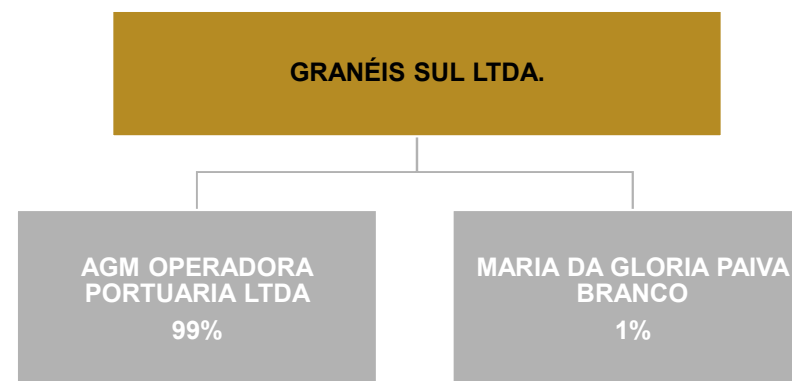 GRANÉIS SUL LTDA.
AGM OPERADORA
PORTUARIA LTDA
99%
MARIA DA GLORIA PAIVA
BRANCO
1%